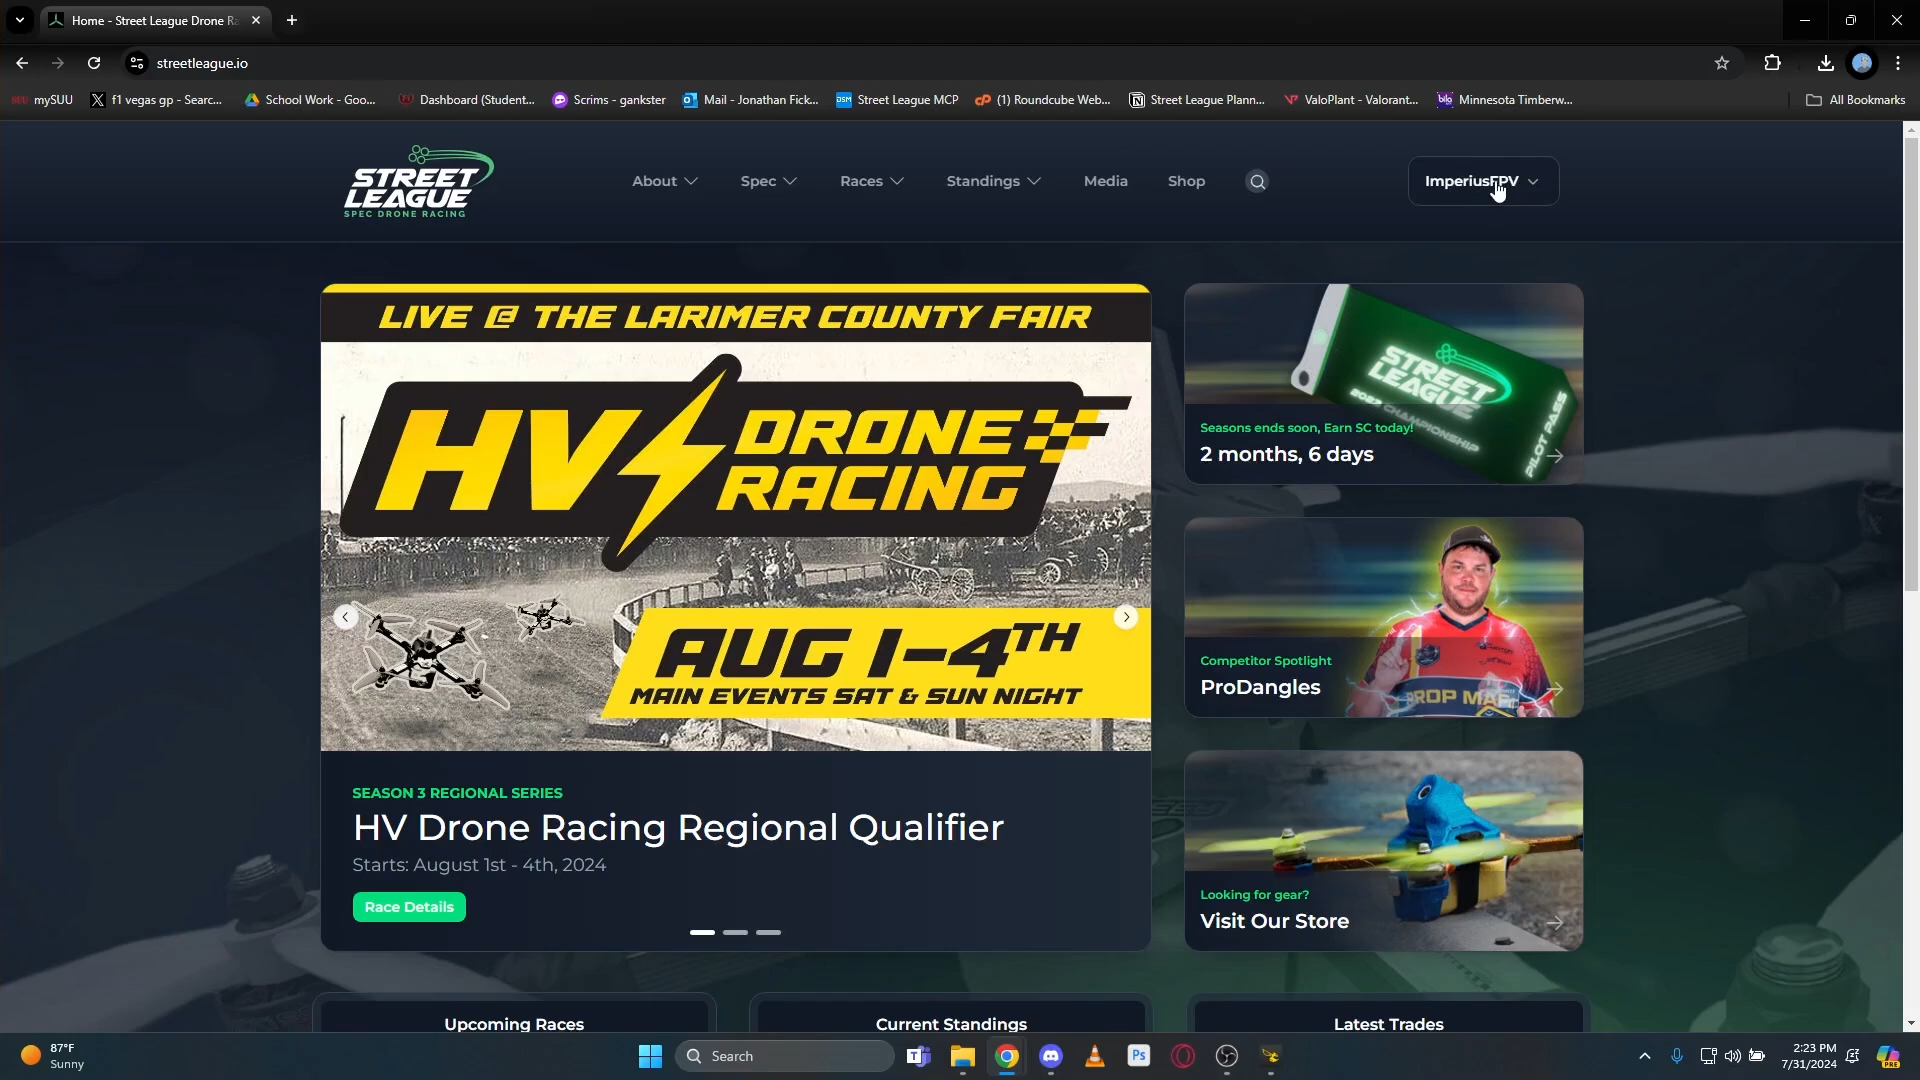 Home - Street League Drone Ra
streetleague.io
mySUU
f1 vegas gp - Searc...
School Work - Goo...
Dashboard (Student...
Scrims - gankster
Mail - Jonathan Fick...
Street League MCP
(1) Roundcube Web...
Street League Plann...
ValoPlant - Valorant...
Minnesota Timberw...
All Bookmarks
STREET
LEAGUE
SPEC DRONE RACING
About
Spec
Races
Standings
Media
Shop
ImperiusFPV
LIVE @ THE LARIMER COUNTY FAIR
HV DRONE
RACING
AUG 1-4TH
MAIN EVENTS SAT & SUN NIGHT
SEASON 3 REGIONAL SERIES
HV Drone Racing Regional Qualifier
Starts: August 1st - 4th, 2024
Race Details
STREET
LEAGUE
PILOT PASS
Seasons ends soon, Earn SC today!
2 months, 6 days
Competitor Spotlight
ProDangles
Looking for gear?
Visit Our Store
Upcoming Races
Current Standings
Latest Trades
87°F
Sunny
Search
2:23 PM
7/31/2024